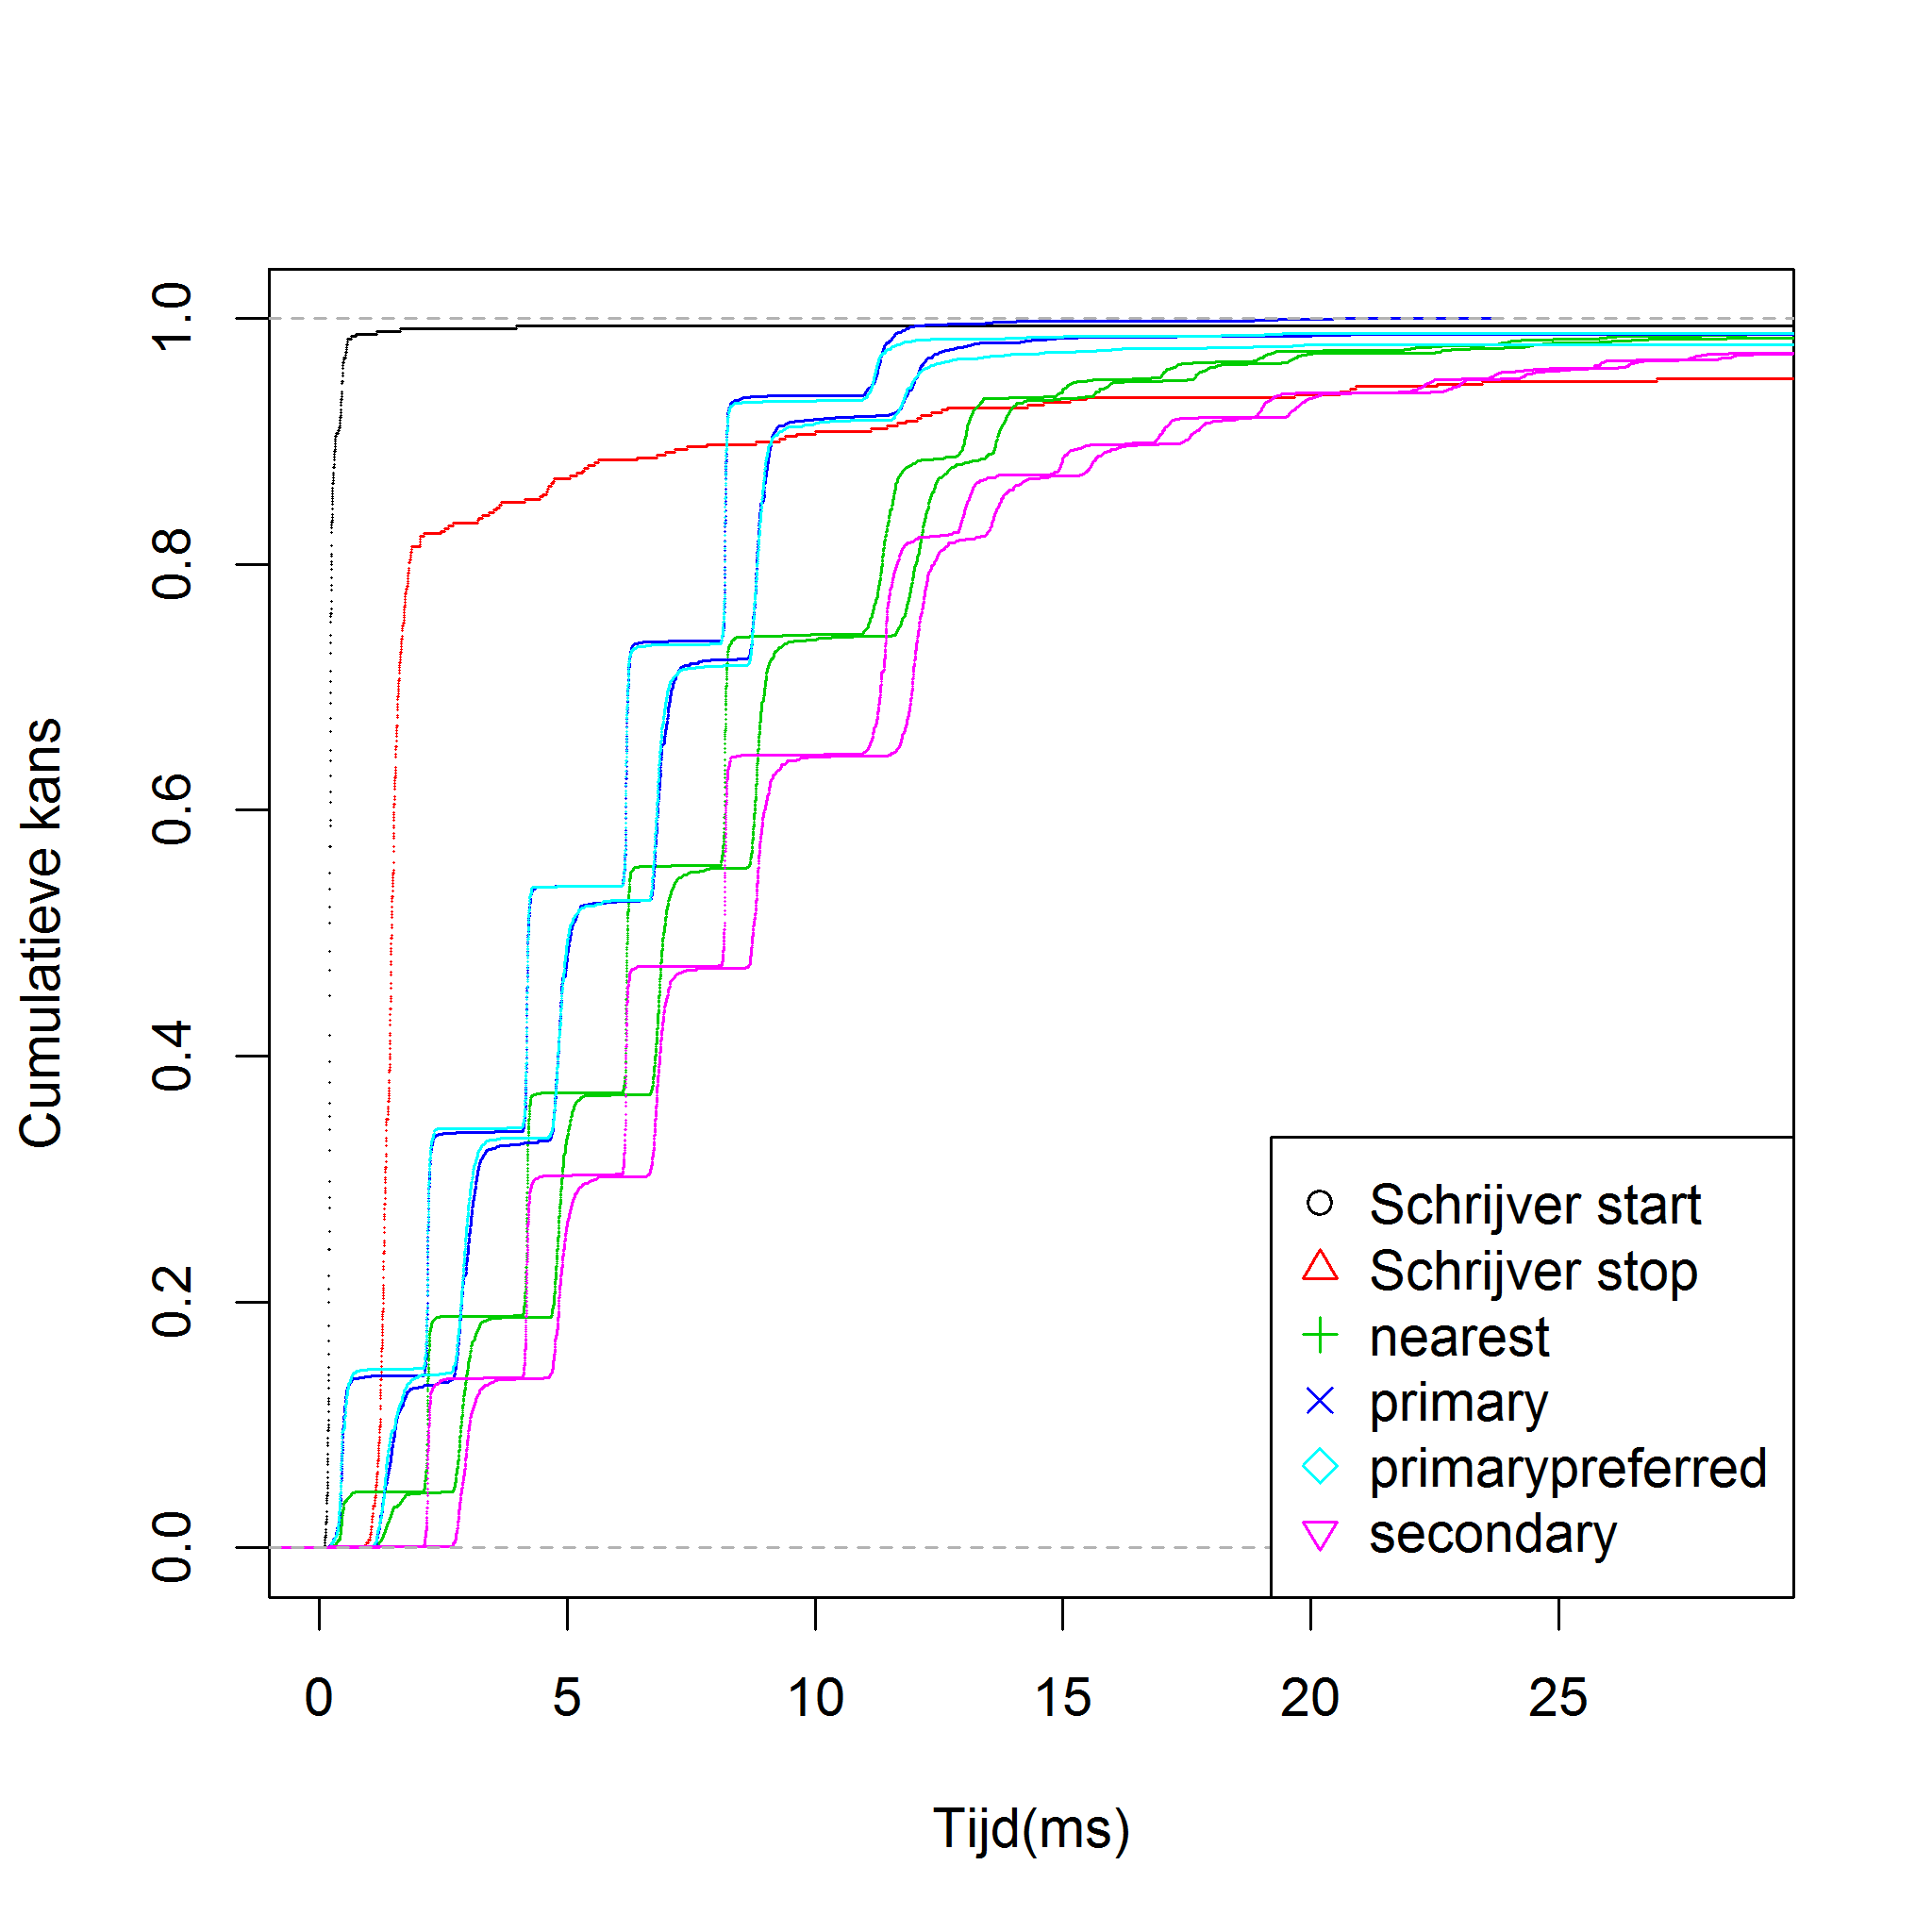 Cumulatieve kans
1.0
0.8
0.6
0.4
0.2
0.0
0 5 10 15 20 25
Tijd(ms)
Schrijver start
Schrijver stop
nearest
primary
primarypreferred
secondary